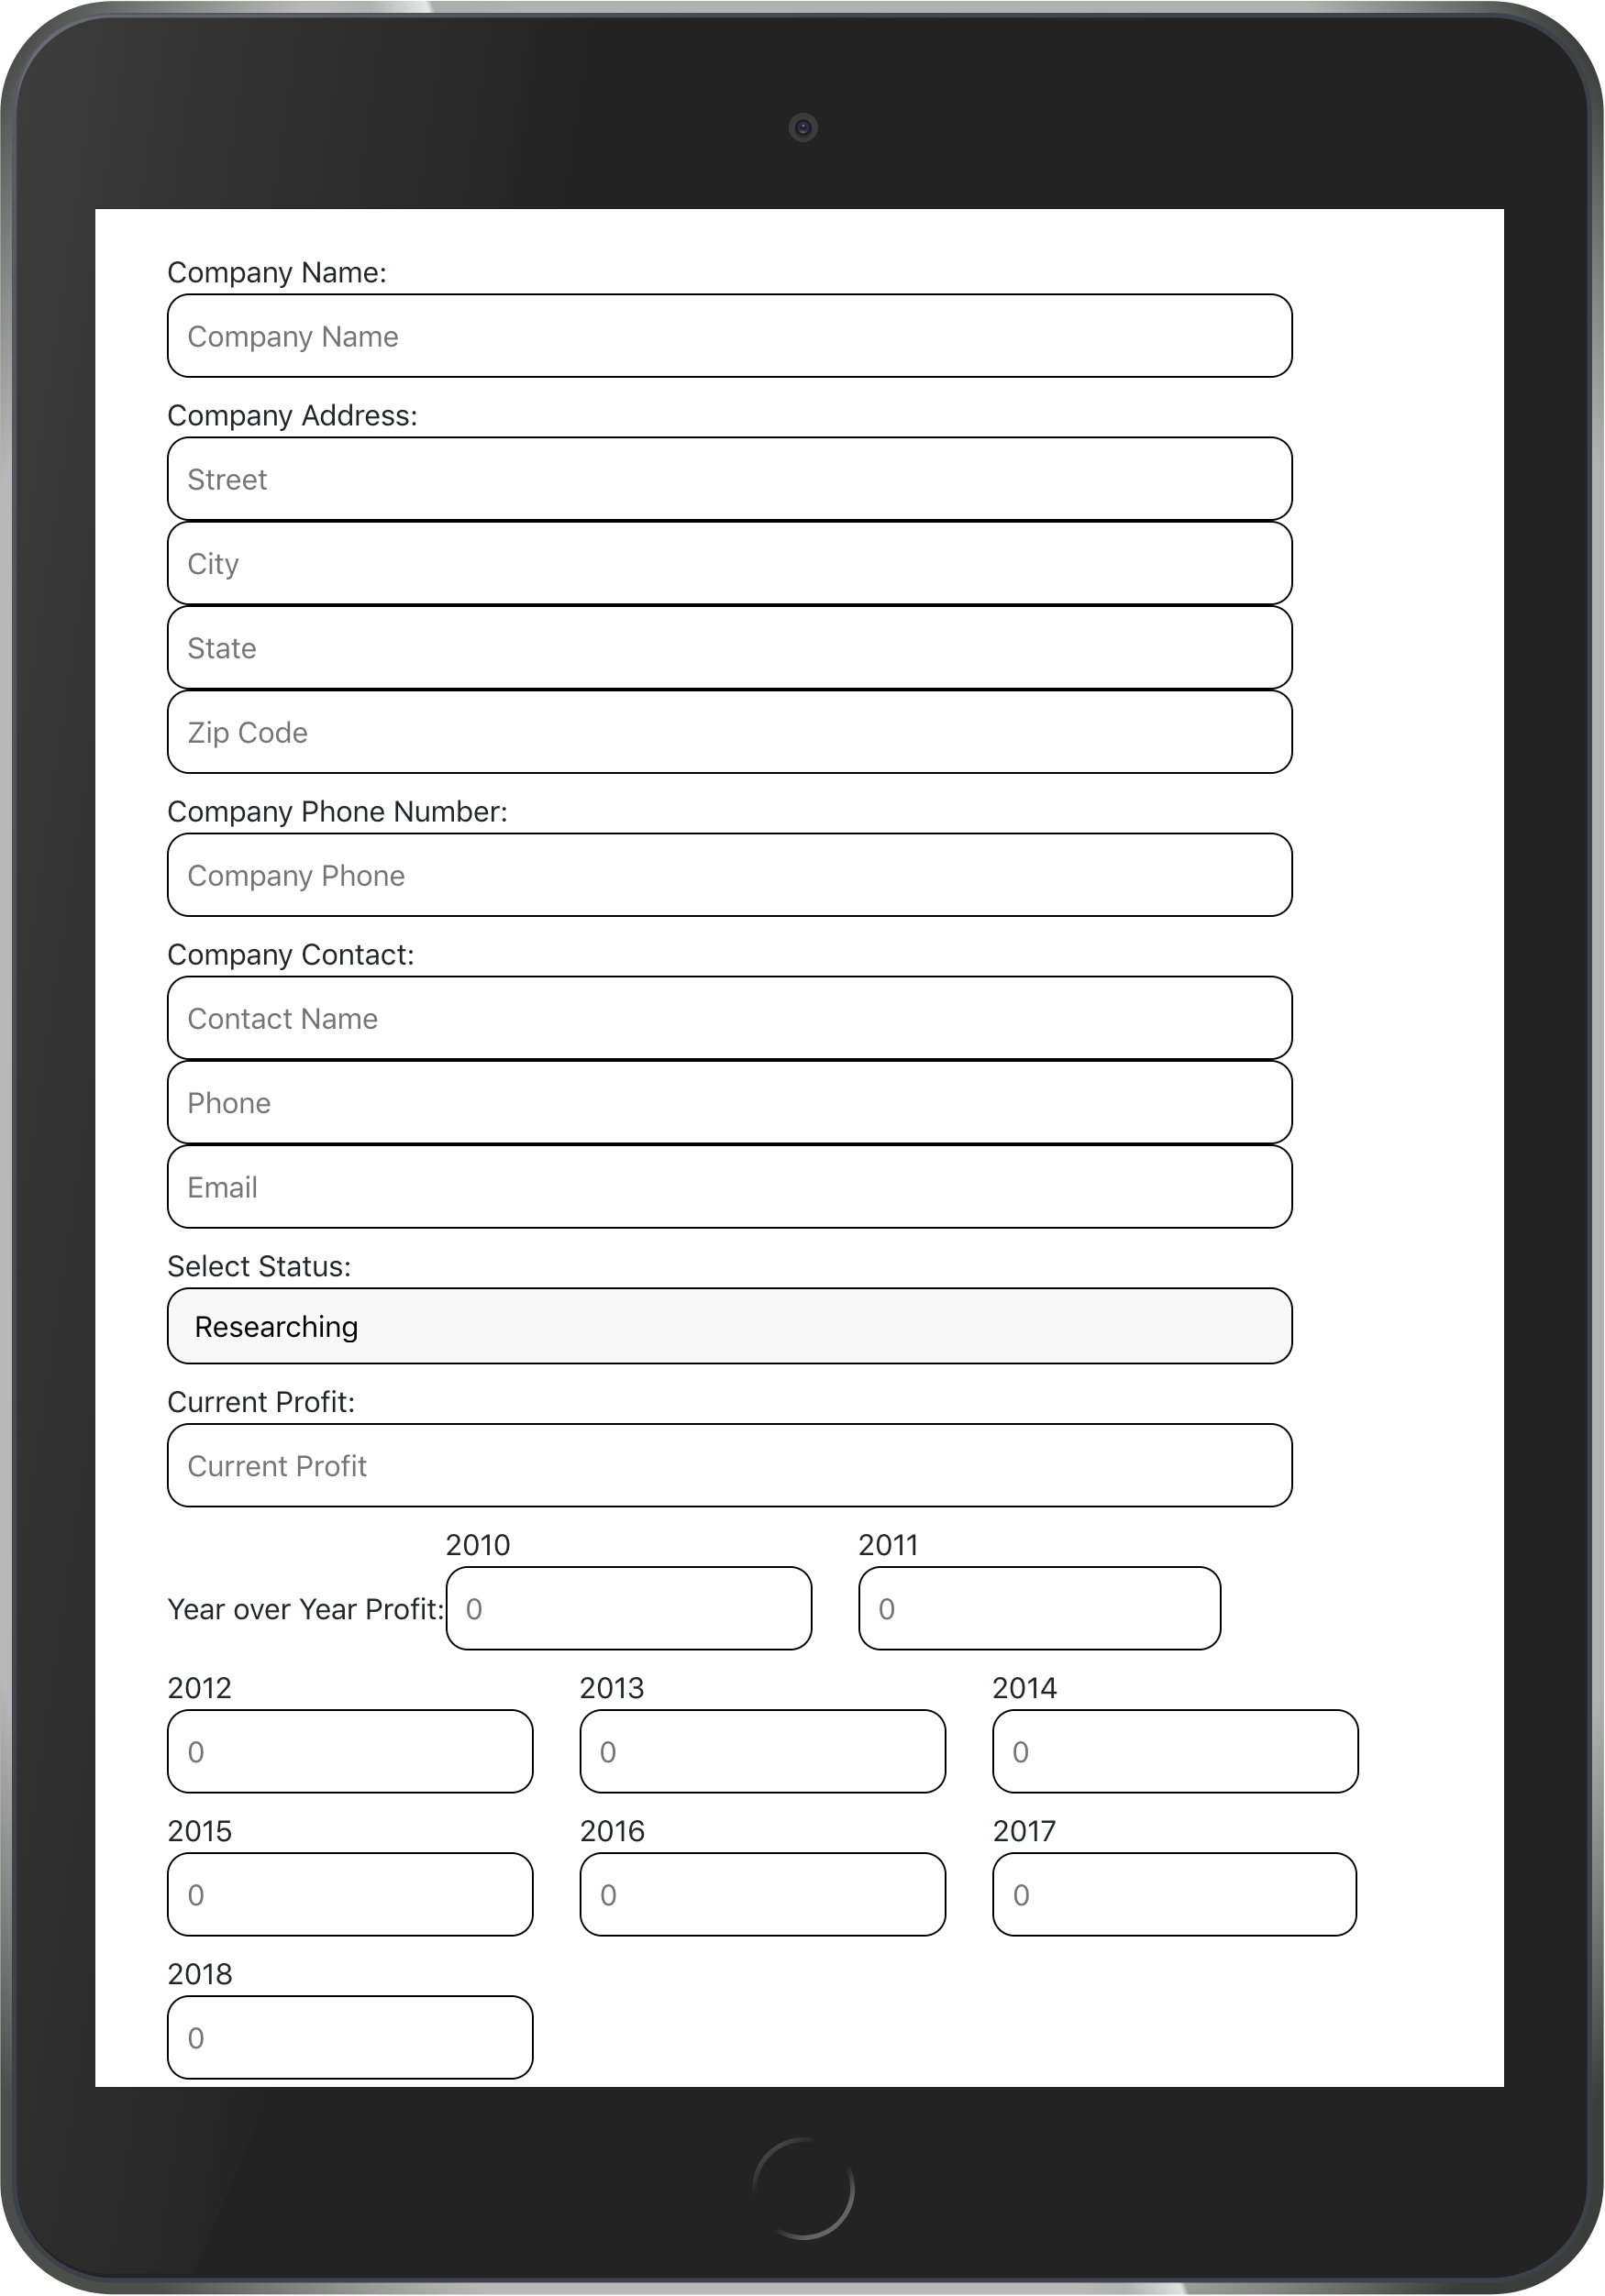 Company Name:
Company Name
Company Address:
Street
City
State
Zip Code
Company Phone Number:
Company Phone
Company Contact:
Contact Name
Phone
Email
Select Status:
Researching
Current Profit:
Current Profit
2010 2011
Year over Year Profit: 0 0
2012 2013 2014
0 0 0
2015 2016 2017
0 0 0
2018
0